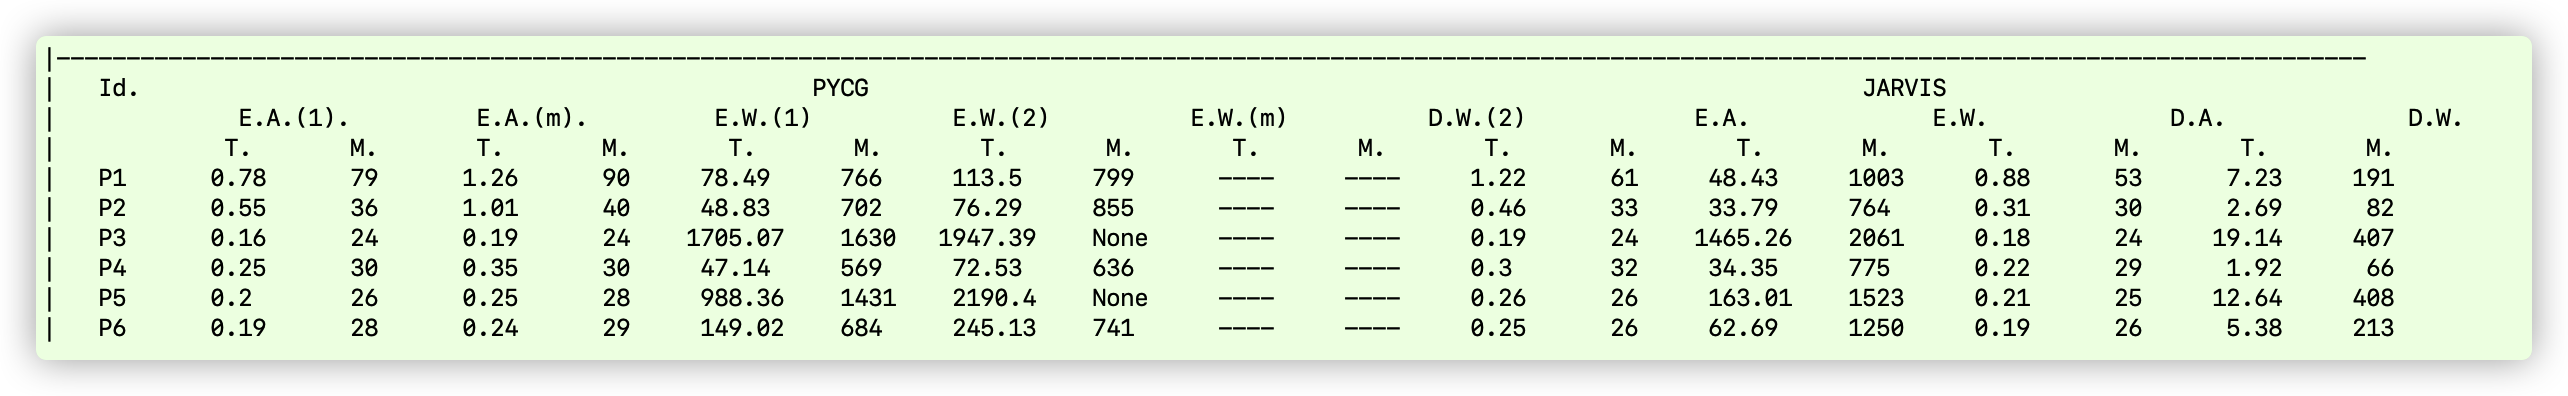 |---------------------------------------------------------------------------------------------------------------------------------------------------------------------
| Id. PYCG JARVIS
| E.A.(1). E.A.(m). E.W.(1) E.W.(2) E.W.(m) D.W.(2) E.A. E.W. D.A. D.W.
| T. M. T. M. T. M. T. M. T. M. T. M. T. M. T. M. T. M.
| P1 0.78 79 1.26 90 78.49 766 113.5 799 ---- ---- 1.22 61 48.43 1003 0.88 53 7.23 191
| P2 0.55 36 1.01 40 48.83 702 76.29 855 ---- ---- 0.46 33 33.79 764 0.31 30 2.69 82
| P3 0.16 24 0.19 24 1705.07 1630 1947.39 None ---- ---- 0.19 24 1465.26 2061 0.18 24 19.14 407
| P4 0.25 30 0.35 30 47.14 569 72.53 636 ---- ---- 0.3 32 34.35 775 0.22 29 1.92 66
| P5 0.2 26 0.25 28 988.36 1431 2190.4 None ---- ---- 0.26 26 163.01 1523 0.21 25 12.64 408
| P6 0.19 28 0.24 29 149.02 684 245.13 741 ---- ---- 0.25 26 62.69 1250 0.19 26 5.38 213